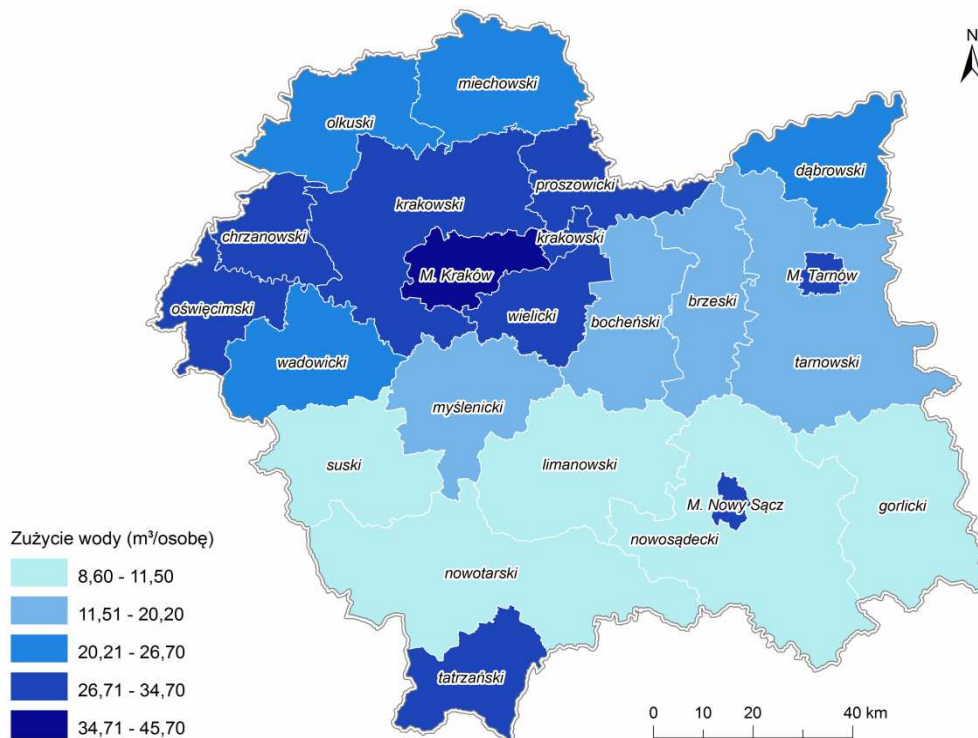 N
miechowski
olkuski
dąbrowski
proszowicki
krakowski
chrzanowski
krakowski
M. Kraków
M. Tarnów
oświęcimski
brzeski
wielicki
bocheński
wadowicki
tarnowski
myślenicki
suski
limanowski
M. Nowy Sącz
gorlicki
nowosądecki
nowotarski
tatrzański
Zużycie wody (m³/osobę)
8,60 - 11,50
11,51 - 20,20
20,21 - 26,70
26,71 - 34,70
34,71 - 45,70
0 10 20 40 km